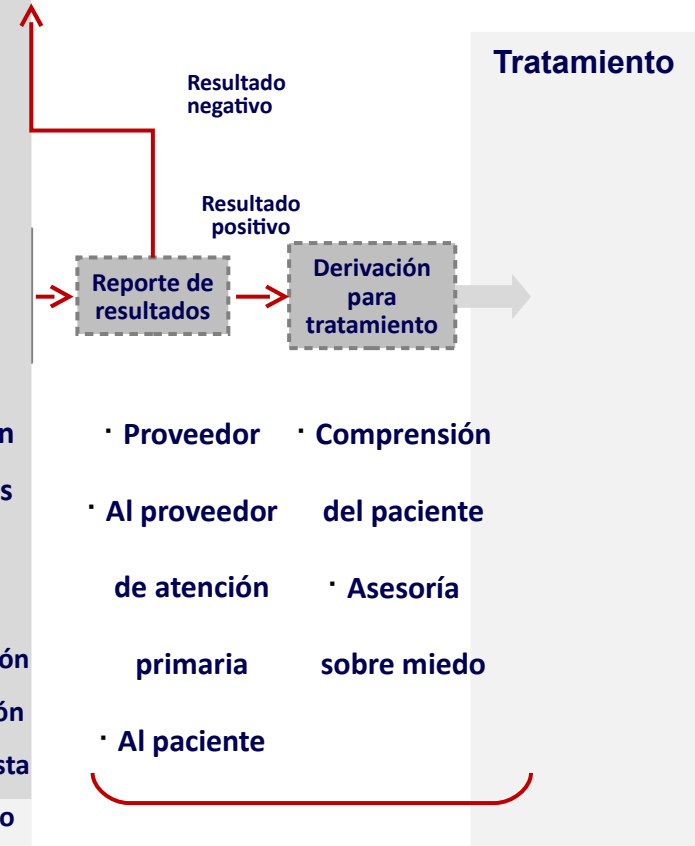 Tratamiento
Resultado
negativo
Resultado
positivo
Reporte de
resultados
Derivación
para
tratamiento
· Proveedor
· Al proveedor
de atención
primaria
· Al paciente
· Comprensión
del paciente
· Asesoría
sobre miedo